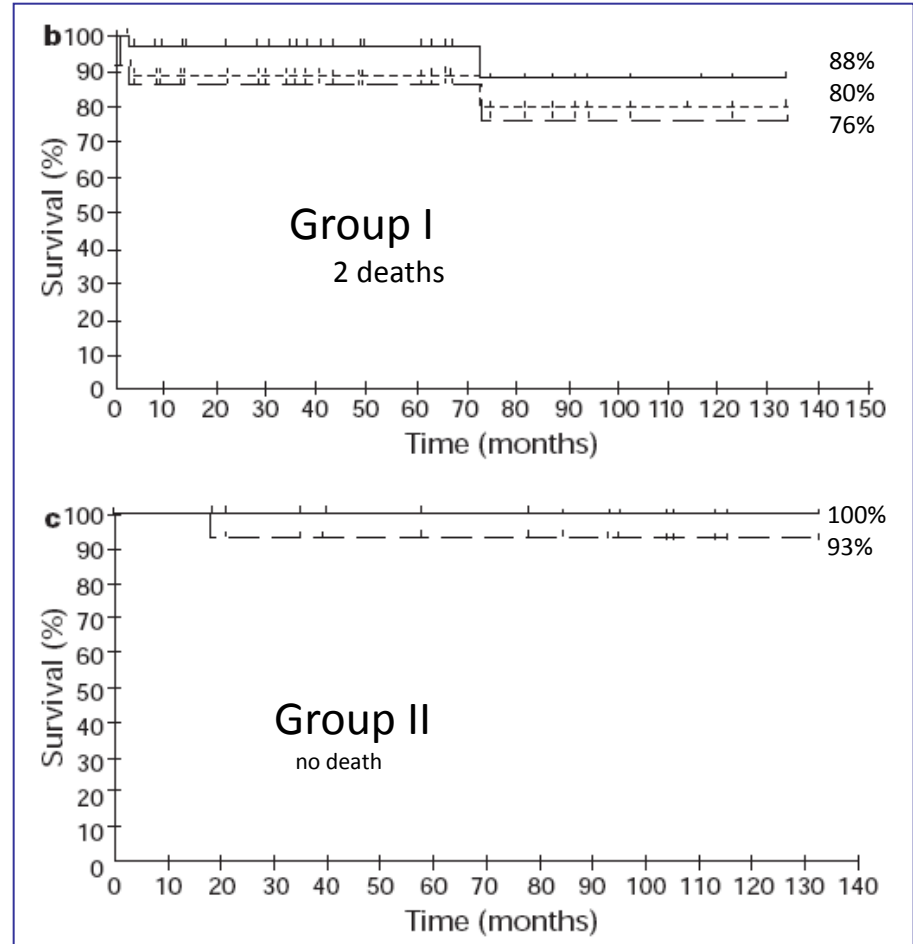 b
Survival (%)
100
90
80
70
60
50
40
30
20
10
0
88%
80%
76%
Group I
2 deaths
0 10 20 30 40 50 60 70 80 90 100 110 120 130 140 150
Time (months)
c
Survival (%)
100
90
80
70
60
50
40
30
20
10
0
100%
93%
Group II
no death
0 10 20 30 40 50 60 70 80 90 100 110 120 130 140
Time (months)